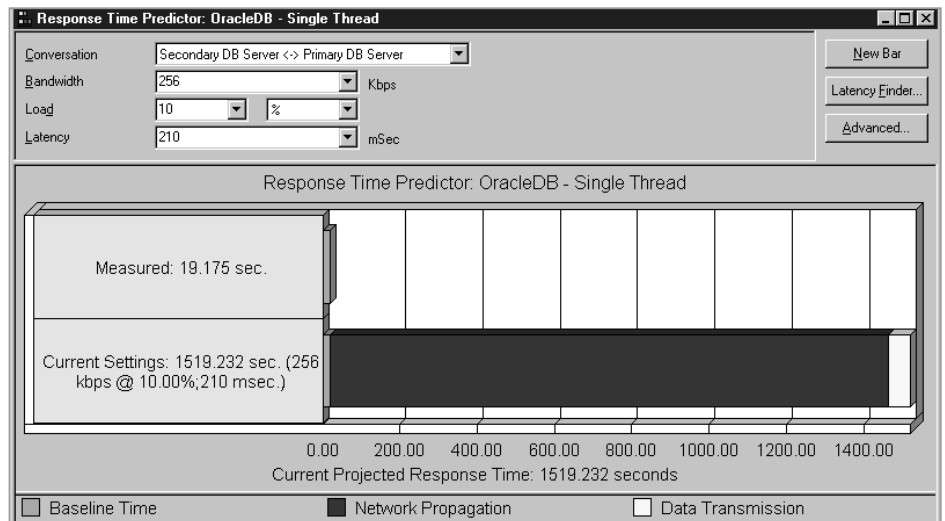 Response Time Predictor: OracleDB - Single Thread
Conversation Secondary DB Server <-> Primary DB Server New Bar
Bandwidth 256 Kbps
Latency Finder...
Load 10 %
Advanced...
Latency 210 mSec
Response Time Predictor: OracleDB - Single Thread
Measured: 19.175 sec.
Current Settings: 1519.232 sec. (256
kbps @ 10.00%;210 msec.)
0.00 200.00 400.00 600.00 800.00 1000.00 1200.00 1400.00
Current Projected Response Time: 1519.232 seconds
Baseline Time Network Propagation Data Transmission